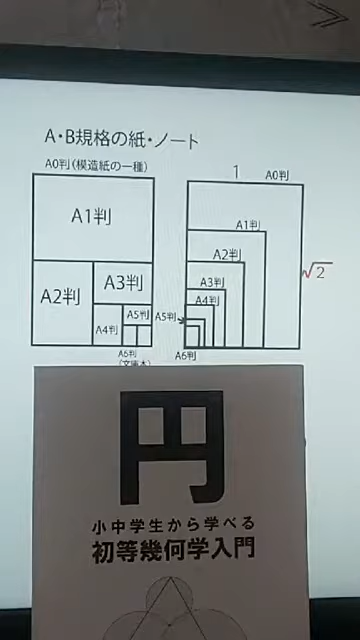 A・B規格の紙・ノート
A0判(模造紙の一種)
A1判
A2判
A3判
A4判
A5判
A6判
(文庫本)
1
A0判
A1判
A2判
A3判
A4判
A5判
A6判
√2
円
小中学生から学べる
初等幾何学入門